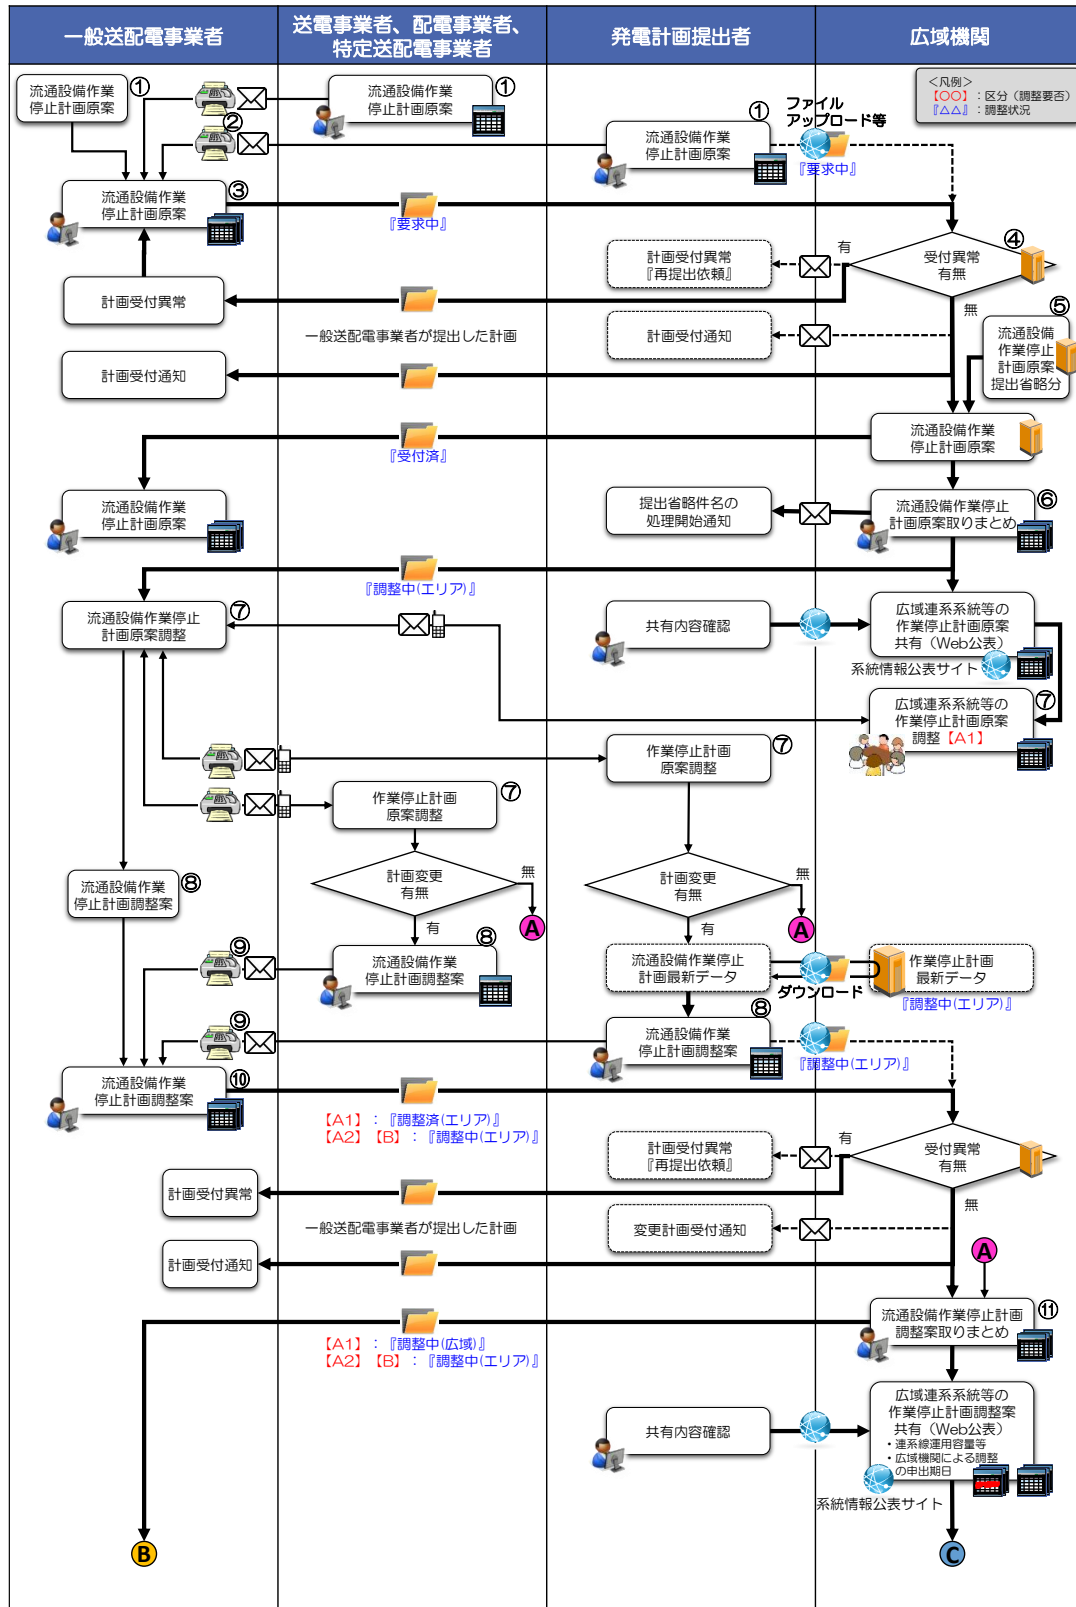 一般送配電事業者
送電事業者、配電事業者、
特定送配電事業者
発電計画提出者
広域機関
＜凡例＞
【○○】：区分（調整要否）
『△△』：調整状況
流通設備作業
停止計画原案
①
流通設備作業
停止計画原案
①
②
流通設備作業
停止計画原案
①
ファイル
アップロード等
『要求中』
流通設備作業
停止計画原案
③
『要求中』
受付異常
有無
④
有
無
計画受付異常
『再提出依頼』
計画受付異常
一般送配電事業者が提出した計画
計画受付通知
計画受付通知
⑤
流通設備
作業停止
計画原案
提出省略分
流通設備作業
停止計画原案
『受付済』
流通設備作業
停止計画原案
提出省略件名の
処理開始通知
流通設備作業停止
計画原案取りまとめ
⑥
『調整中(エリア)』
流通設備作業停止
計画原案調整
⑦
共有内容確認
広域連系系統等の
作業停止計画原案
共有（Web公表）
系統情報公表サイト
広域連系系統等の
作業停止計画原案
調整【A1】
⑦
作業停止計画
原案調整
⑦
作業停止計画
原案調整
⑦
計画変更
有無
無
有
A
計画変更
有無
無
有
A
流通設備作業
停止計画調整案
⑧
流通設備作業
停止計画調整案
⑧
⑨
流通設備作業停止
計画最新データ
ダウンロード
作業停止計画
最新データ
『調整中(エリア)』
流通設備作業
停止計画調整案
⑧
⑨
『調整中(エリア)』
流通設備作業
停止計画調整案
⑩
【A1】：『調整済(エリア)』
【A2】【B】：『調整中(エリア)』
受付異常
有無
有
無
計画受付異常
『再提出依頼』
計画受付異常
一般送配電事業者が提出した計画
変更計画受付通知
計画受付通知
A
流通設備作業停止計画
調整案取りまとめ
⑪
【A1】：『調整中(広域)』
【A2】【B】：『調整中(エリア)』
共有内容確認
広域連系系統等の
作業停止計画調整案
共有（Web公表）
・連系線運用容量等
・広域機関による調整
の申出期日
系統情報公表サイト
B
C